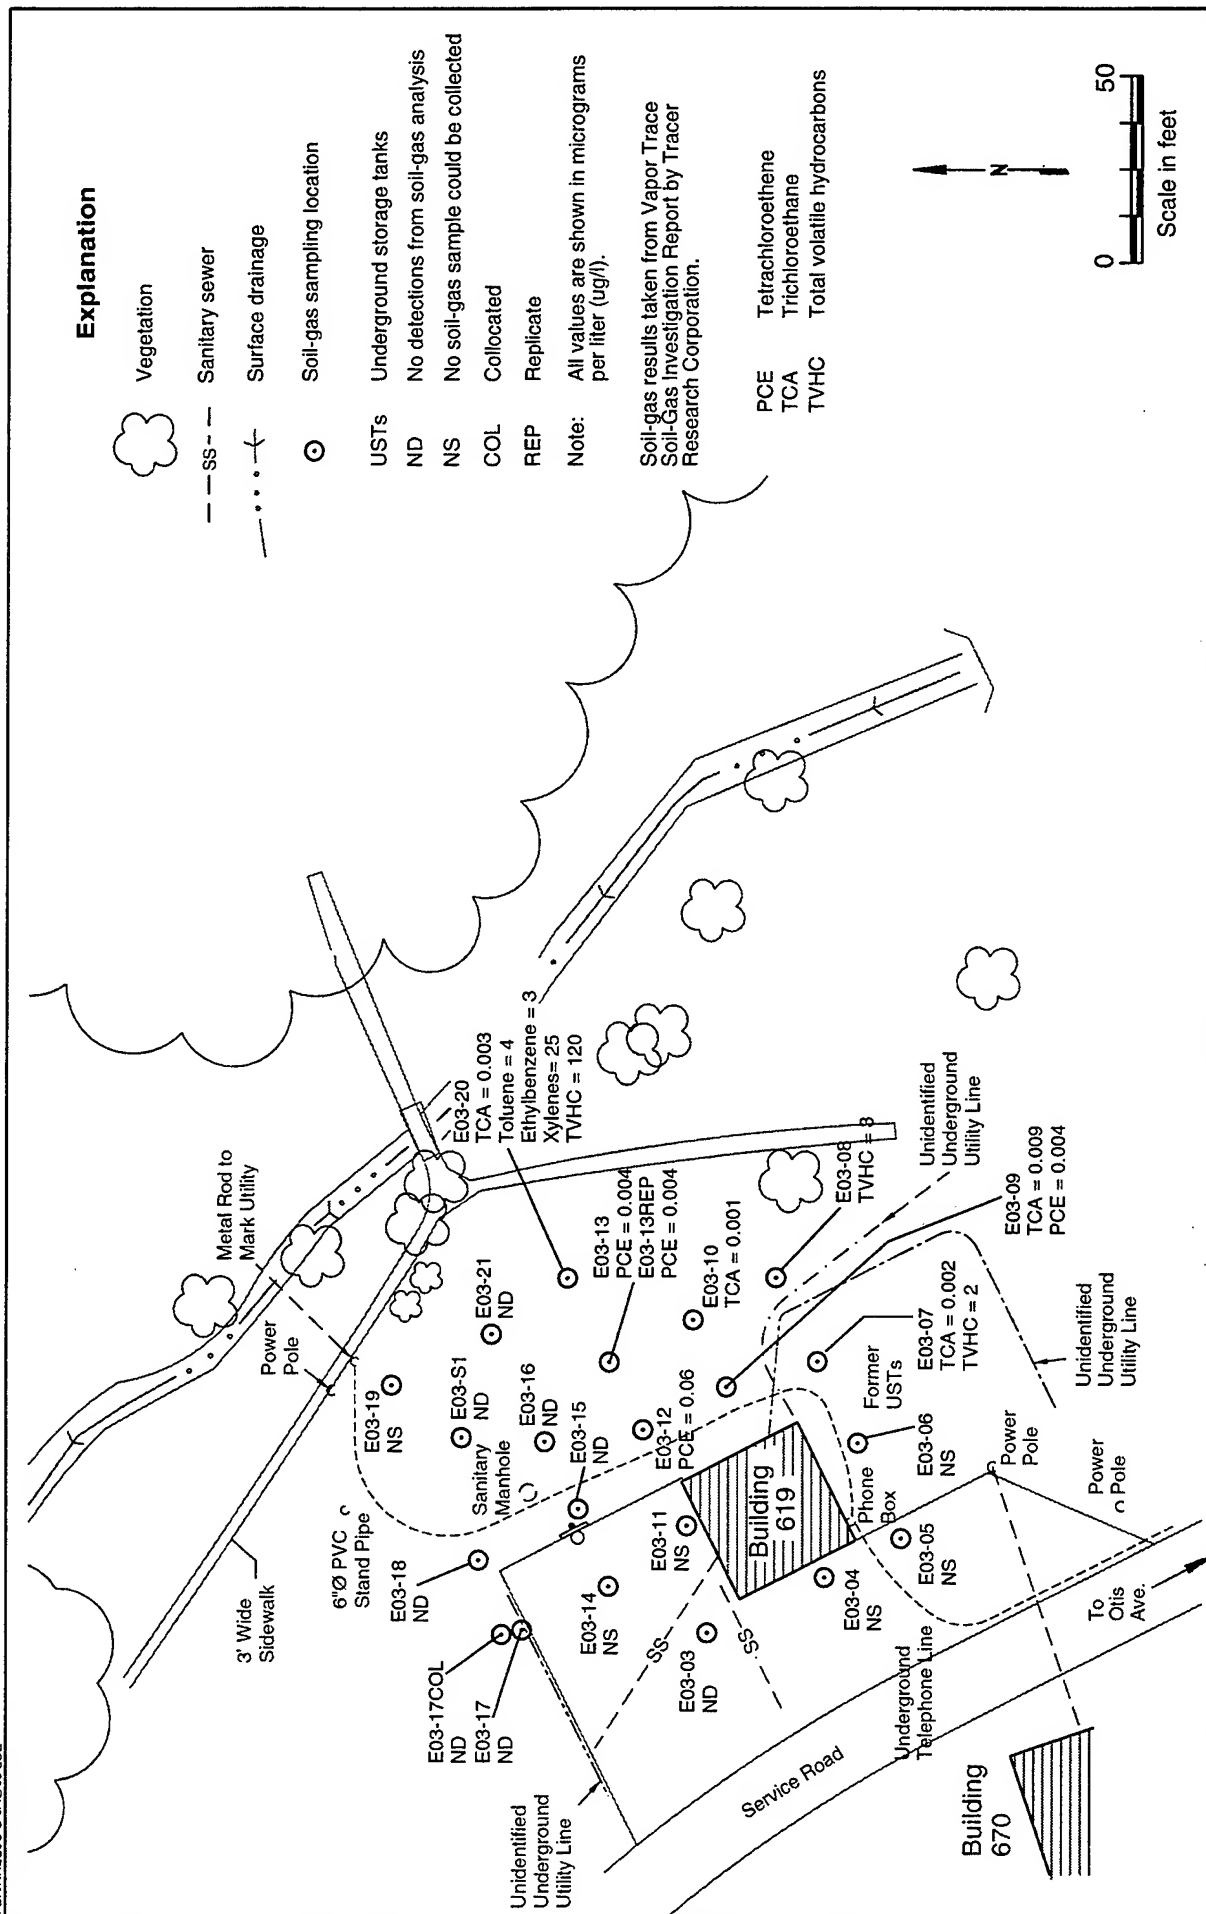 Explanation
Vegetation
SS
Sanitary sewer
Surface drainage
Soil-gas sampling location
USTs Underground storage tanks
ND No detections from soil-gas analysis
NS No soil-gas sample could be collected
COL Collocated
REP Replicate
Note: All values are shown in micrograms
per liter (ug/l).
Soil-gas results taken from Vapor Trace
Soil-Gas Investigation Report by Tracer
Research Corporation.
PCE Tetrachloroethene
TCA Trichloroethane
TVHC Total volatile hydrocarbons
N
0 50
Scale in feet
Metal Rod to
Mark Utility
Power
Pole
3' Wide
Sidewalk
6'Ø PVC
Stand Pipe
E03-19
NS
E03-21
ND
E03-S1
ND
E03-16
ND
E03-15
ND
Sanitary
Manhole
E03-18
ND
E03-17COL
ND
E03-17
ND
E03-20
TCA = 0.003
Toluene = 4
Ethylbenzene = 3
Xylenes= 25
TVHC = 120
E03-13
PCE = 0.004
E03-13REP
PCE = 0.004
E03-10
TCA = 0.001
E03-12
PCE = 0.06
E03-08
TVHC = 8
Unidentified
Underground
Utility Line
E03-09
TCA = 0.009
PCE = 0.004
E03-07
TCA = 0.002
TVHC = 2
Former
USTs
Unidentified
Underground
Utility Line
E03-06
NS
Power
Pole
Power
Pole
Phone
Box
E03-05
NS
E03-04
NS
Building
619
E03-11
NS
E03-14
NS
E03-03
ND
SS
SS
Unidentified
Underground
Utility Line
Underground
Telephone Line
Service Road
To
Otis
Ave.
Building
670